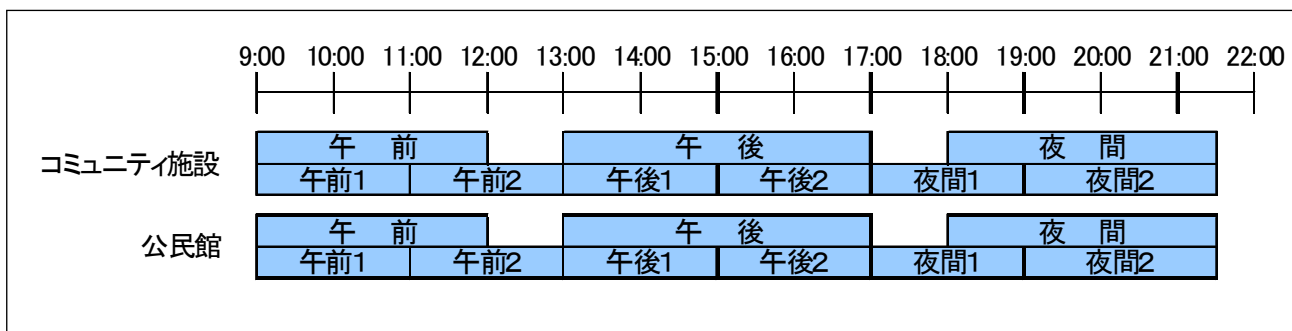 9:00 10:00 11:00 12:00 13:00 14:00 15:00 16:00 17:00 18:00 19:00 20:00 21:00 22:00
午 前 午 後 夜 間
コミュニティ施設
午前1 午前2 午後1 午後2 夜間1 夜間2
午 前 午 後 夜 間
公民館
午前1 午前2 午後1 午後2 夜間1 夜間2